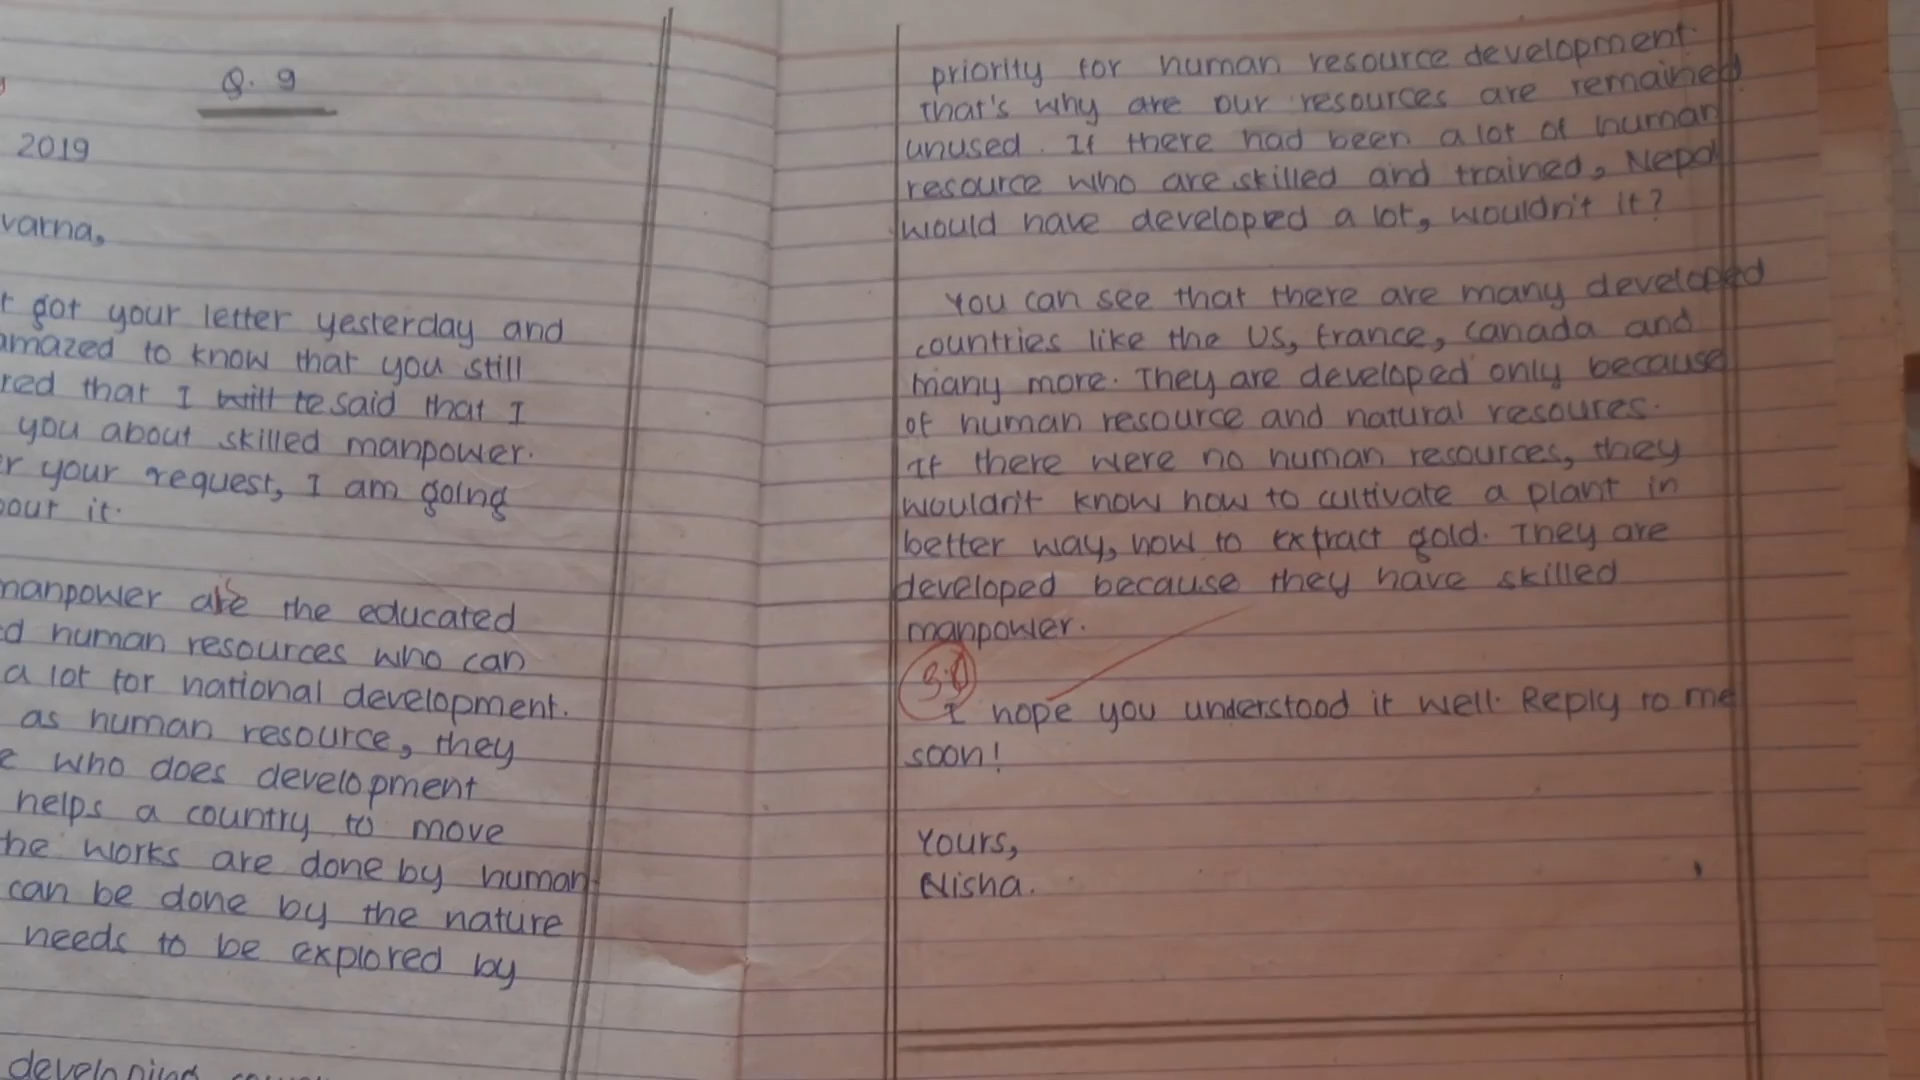 Q. 9
2019
varna,
got your letter yesterday and
amazed to know that you still
red that I will te said that I
you about skilled manpower.
r your request, I am going
bout it.
manpower are the educated
d human resources who can
a lot for national development.
as human resource, they
e who does development
helps a country to move
he works are done by human
can be done by the nature
needs to be explored by
developing
priority for human resource development
that's why are our resources are remained
unused. If there had been a lot of human
resource who are skilled and trained, Nepal
would have developed a lot, wouldn't it?
You can see that there are many developed
countries like the US, France, Canada and
many more. They are developed only because
of human resource and natural resoures.
If there were no human resources, they
wouldn't know how to cultivate a plant in
better way, how to extract gold. They are
developed because they have skilled
manpower.
I hope you understood it well. Reply to me
soon!
Yours,
Nisha.